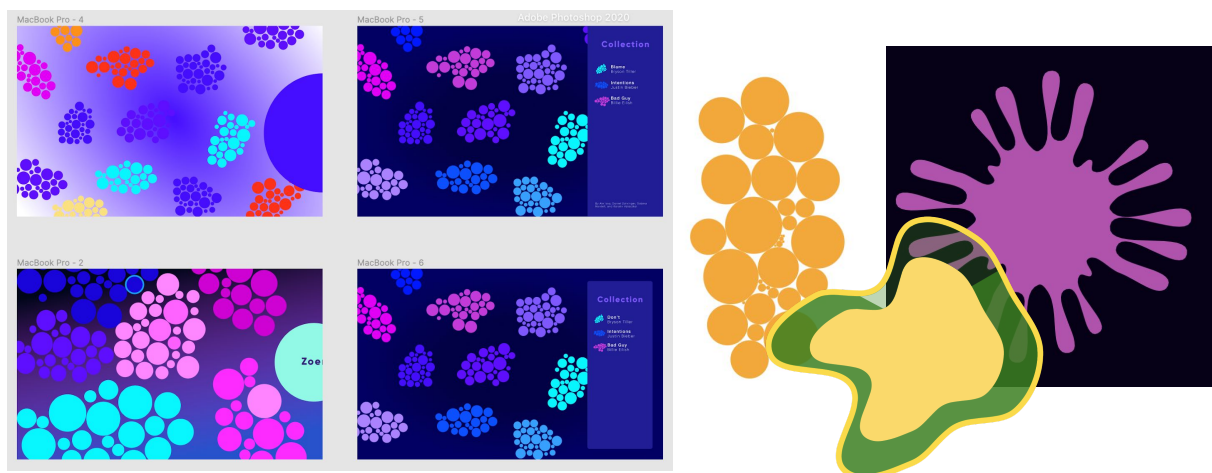 MacBook Pro - 4
MacBook Pro - 5
Adobe Photoshop 2020
Collection
Blame
Bryson Tiller
Intentions
Justin Bieber
Bad Guy
Billie Eilish
MacBook Pro - 2
Zoe
MacBook Pro - 6
Collection
Don't
Bryson Tiller
Intentions
Justin Bieber
Bad Guy
Billie Eilish